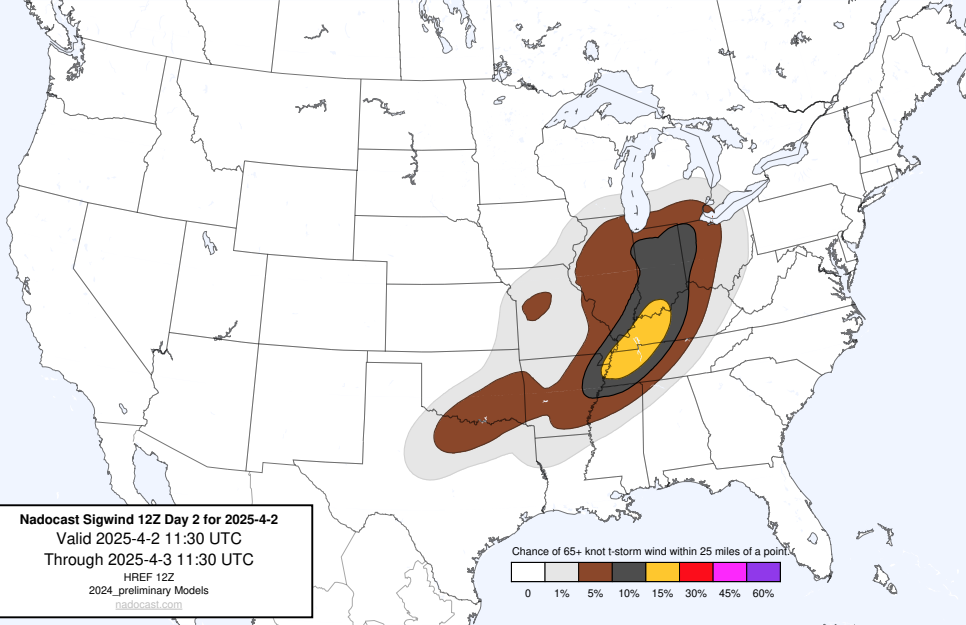 Nadocast Sigwind 12Z Day 2 for 2025-4-2
Valid 2025-4-2 11:30 UTC
Through 2025-4-3 11:30 UTC
HREF 12Z
2024_preliminary Models
nadocast.com
Chance of 65+ knot t-storm wind within 25 miles of a point.
0 1% 5% 10% 15% 30% 45% 60%